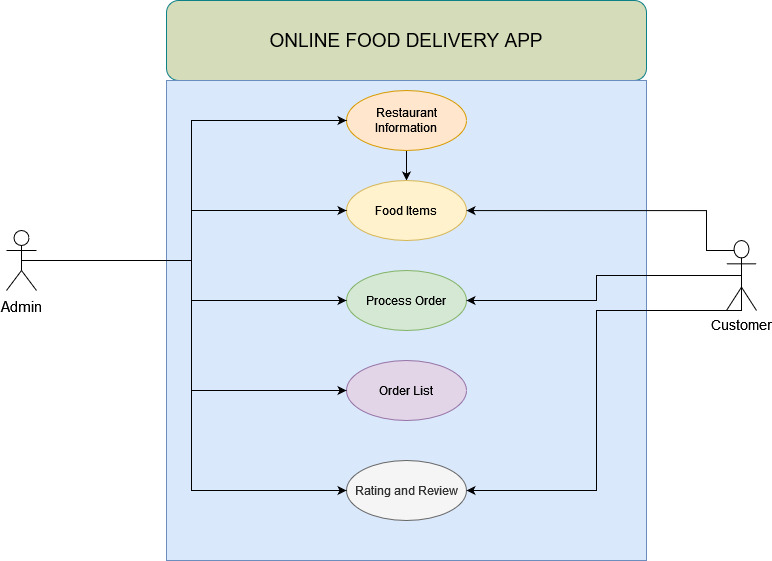 ONLINE FOOD DELIVERY APP
Restaurant
Information
Food Items
Admin
Process Order
Customer
Order List
Rating and Review